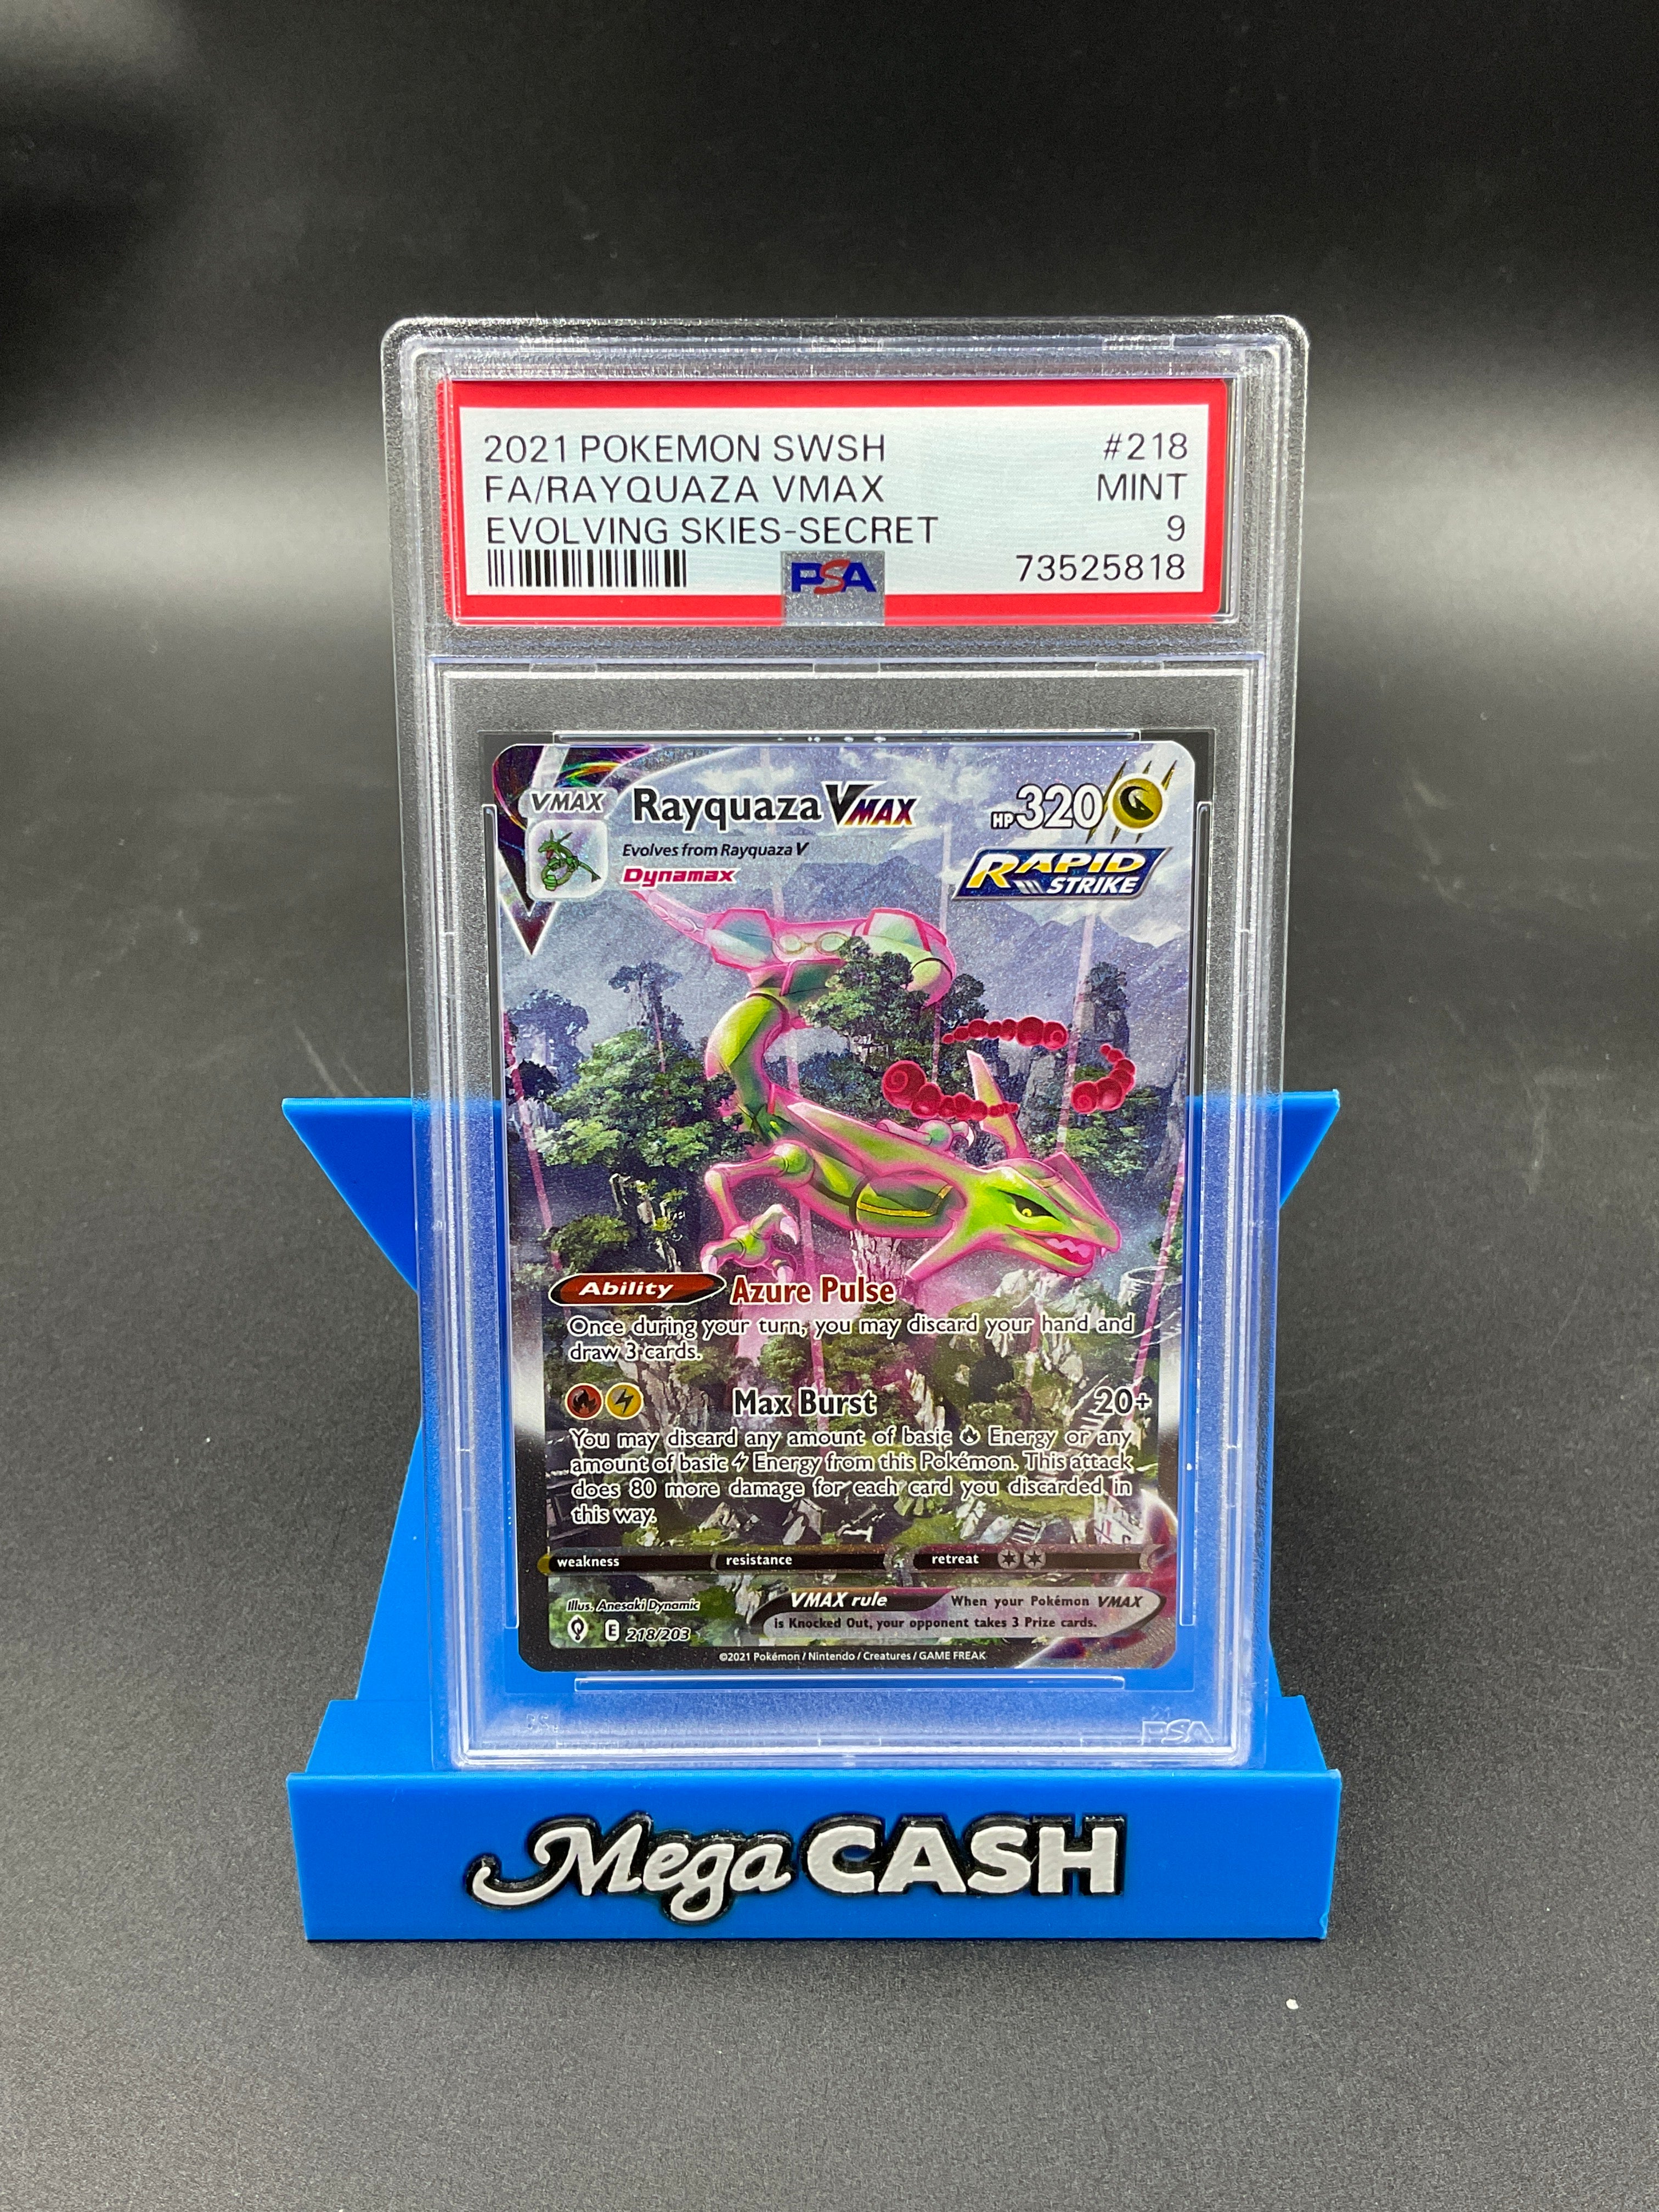 2021 POKEMON SWSH #218
FA/RAYQUAZA VMAX MINT
EVOLVING SKIES-SECRET 9
PSA 73525818
VMAX Rayquaza VMAX HP 320
Evolves from Rayquaza V
Dynamax
RAPID STRIKE
Ability Azure Pulse
Once during your turn, you may discard your hand and
draw 3 cards.
Max Burst 20+
You may discard any amount of basic Energy or any
amount of basic Energy from this Pokémon. This attack
does 80 more damage for each card you discarded in
this way.
weakness resistance retreat
Illus. Anesaki Dynamic
VMAX rule When your Pokémon VMAX
is Knocked Out, your opponent takes 3 Prize cards.
E 218/203
©2021 Pokémon / Nintendo / Creatures / GAME FREAK
PSA
Mega CASH